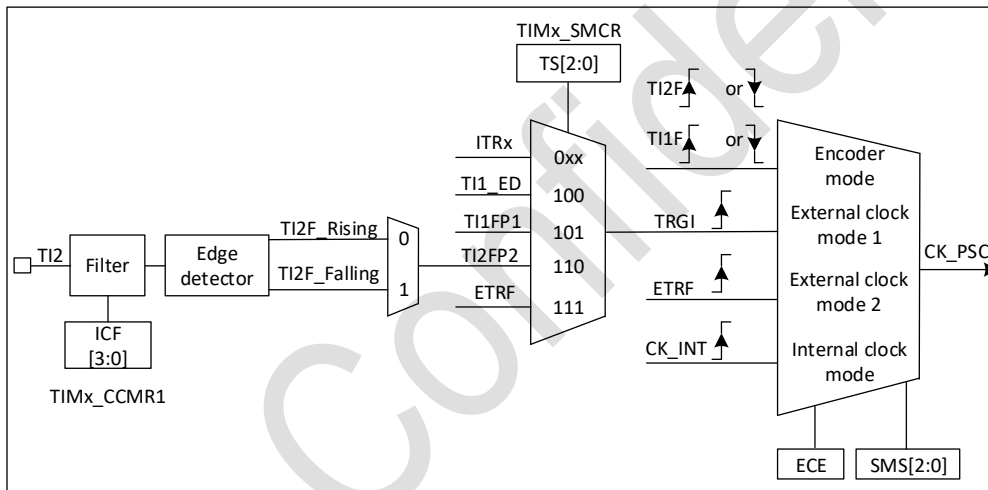 TIMx_SMCR
TS[2:0]
TI2F or
TI1F or
ITRx 0xx
Encoder
mode
TI1_ED 100
TI2F_Rising 0
TI1FP1 101
TRGI
External clock
mode 1
TI2
Filter
Edge
detector
TI2F_Falling 1
TI2FP2 110
CK_PSC
ETRF 111
ETRF
External clock
mode 2
ICF
[3:0]
CK_INT
Internal clock
mode
TIMx_CCMR1
ECE
SMS[2:0]